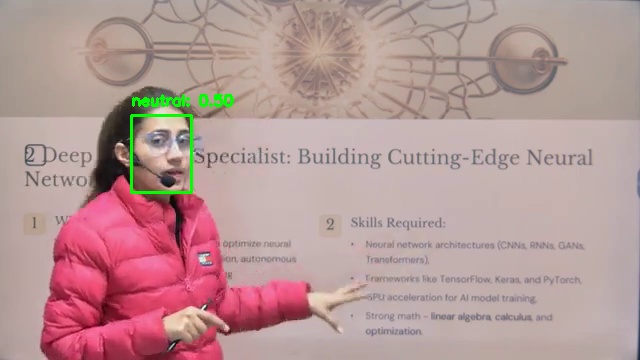 neutral: 0.50
2 Deep Specialist: Building Cutting-Edge Neural
1
2 Skills Required:
optimize neural
• Neural network architectures (CNNs, RNNs, GANs,
autonomous
Transformers).
• Frameworks like TensorFlow, Keras, and PyTorch.
GPU acceleration for AI model training.
• Strong math – linear algebra, calculus, and
optimization.